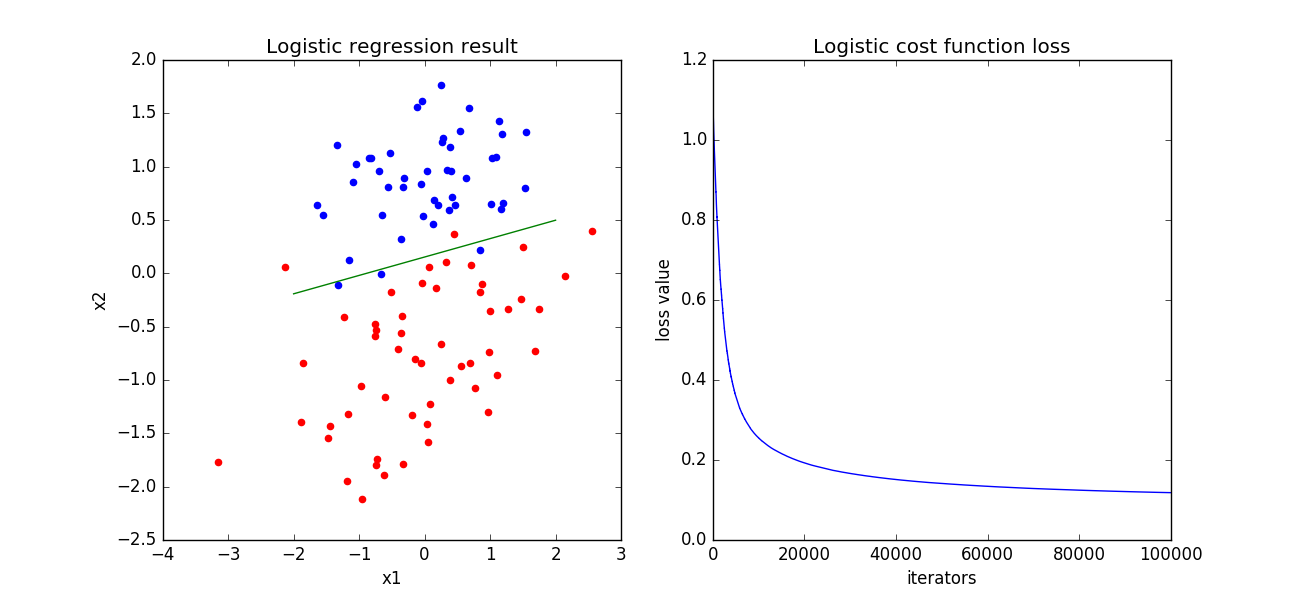 Logistic regression result
2.0
1.5
1.0
0.5
0.0
−0.5
−1.0
−1.5
−2.0
−2.5
x2
−4 −3 −2 −1 0 1 2 3
x1
Logistic cost function loss
1.2
1.0
0.8
0.6
0.4
0.2
0.0
loss value
0 20000 40000 60000 80000 100000
iterators